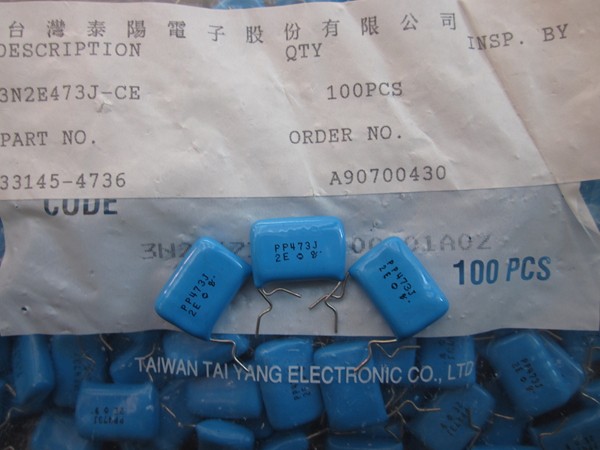 台灣泰陽電子股份有限公司
DESCRIPTION QTY INSP. BY
3N2E473J-CE 100PCS
PART NO. ORDER NO.
33145-4736 A90700430
CODE
100 PCS
PP473J
2E
PP473J
2E
PP473J
2E
TAIWAN TAI YANG ELECTRONIC CO., LTD